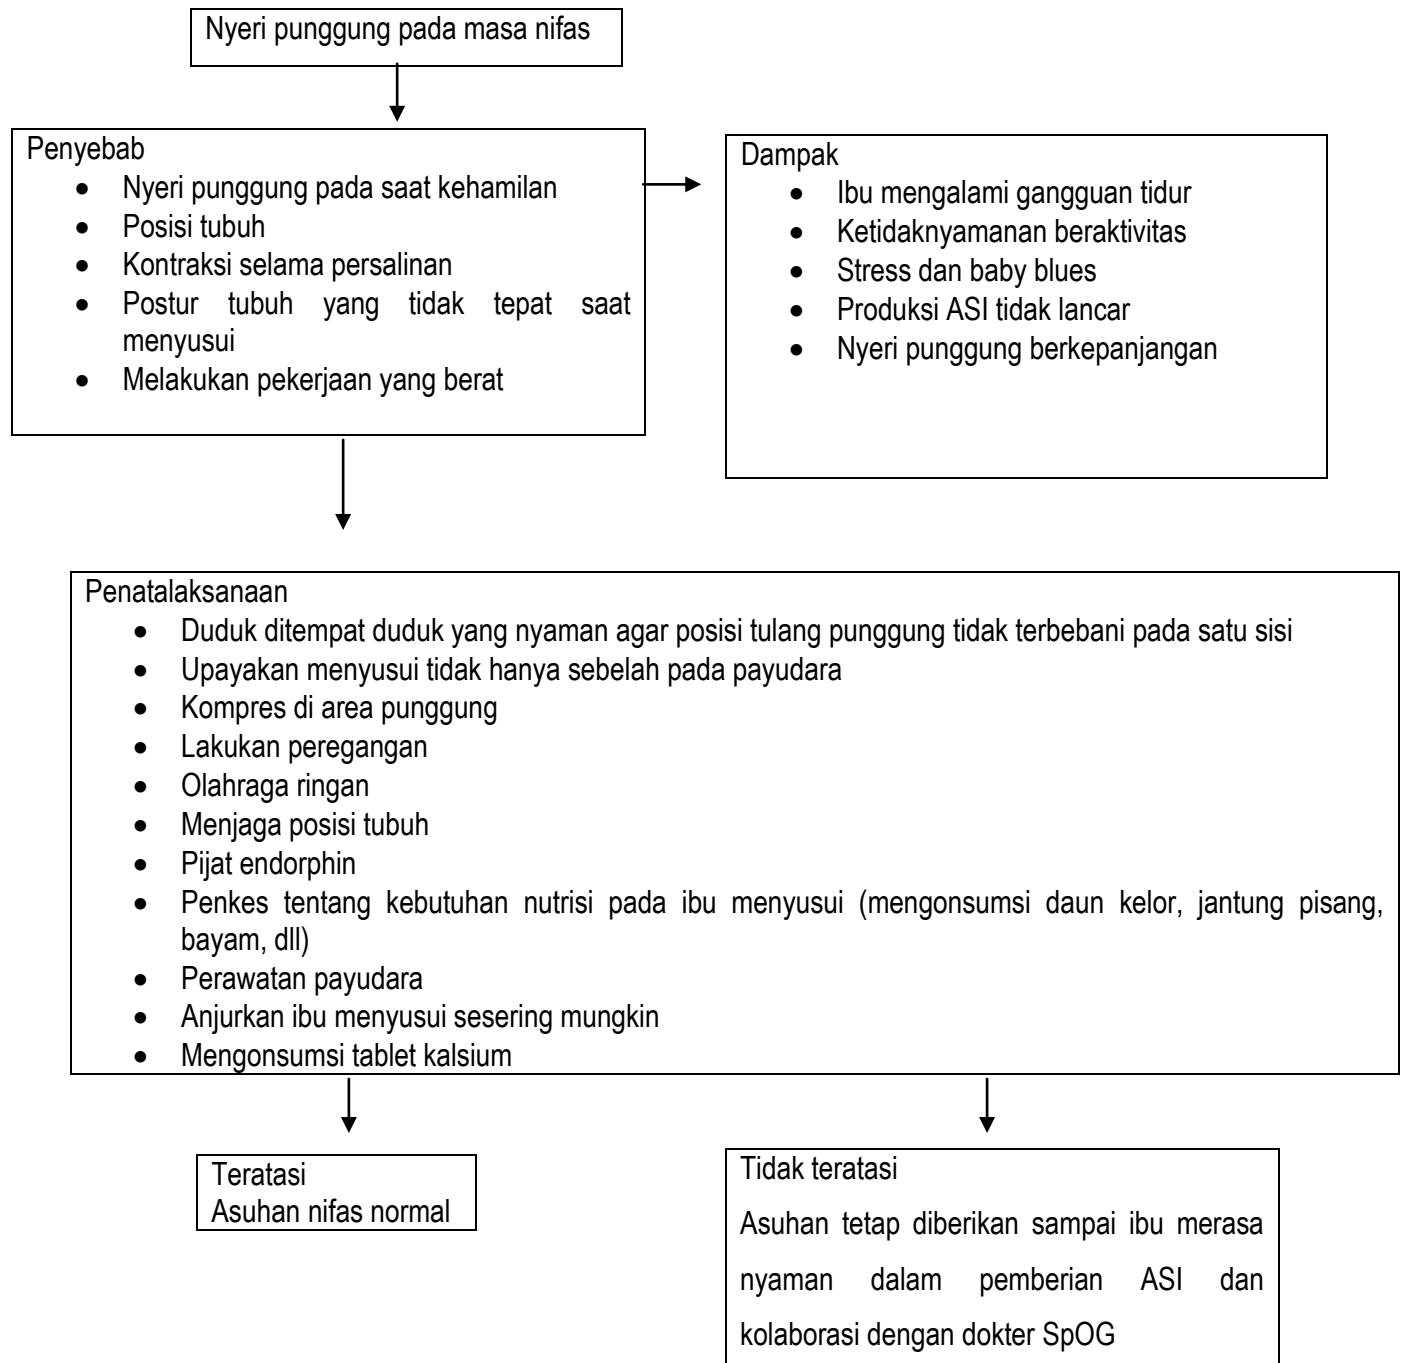 Nyeri punggung pada masa nifas
Penyebab
• Nyeri punggung pada saat kehamilan
• Posisi tubuh
• Kontraksi selama persalinan
• Postur tubuh yang tidak tepat saat
menyusui
• Melakukan pekerjaan yang berat
Dampak
• Ibu mengalami gangguan tidur
• Ketidaknyamanan beraktivitas
• Stress dan baby blues
• Produksi ASI tidak lancar
• Nyeri punggung berkepanjangan
Penatalaksanaan
• Duduk ditempat duduk yang nyaman agar posisi tulang punggung tidak terbebani pada satu sisi
• Upayakan menyusui tidak hanya sebelah pada payudara
• Kompres di area punggung
• Lakukan peregangan
• Olahraga ringan
• Menjaga posisi tubuh
• Pijat endorphin
• Penkes tentang kebutuhan nutrisi pada ibu menyusui (mengonsumsi daun kelor, jantung pisang,
bayam, dll)
• Perawatan payudara
• Anjurkan ibu menyusui sesering mungkin
• Mengonsumsi tablet kalsium
Teratasi
Asuhan nifas normal
Tidak teratasi
Asuhan tetap diberikan sampai ibu merasa
nyaman dalam pemberian ASI dan
kolaborasi dengan dokter SpOG